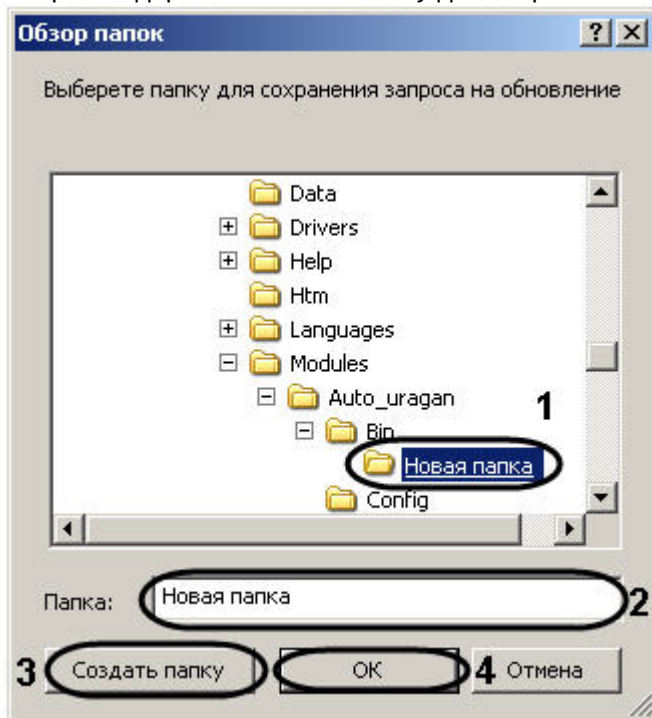 Обзор папок
Выберете папку для сохранения запроса на обновление
Data
Drivers
Help
Htm
Languages
Modules
Auto_uragan
1
Bin
Новая папка
Config
Папка: Новая папка 2
3 Создать папку OK 4 Отмена